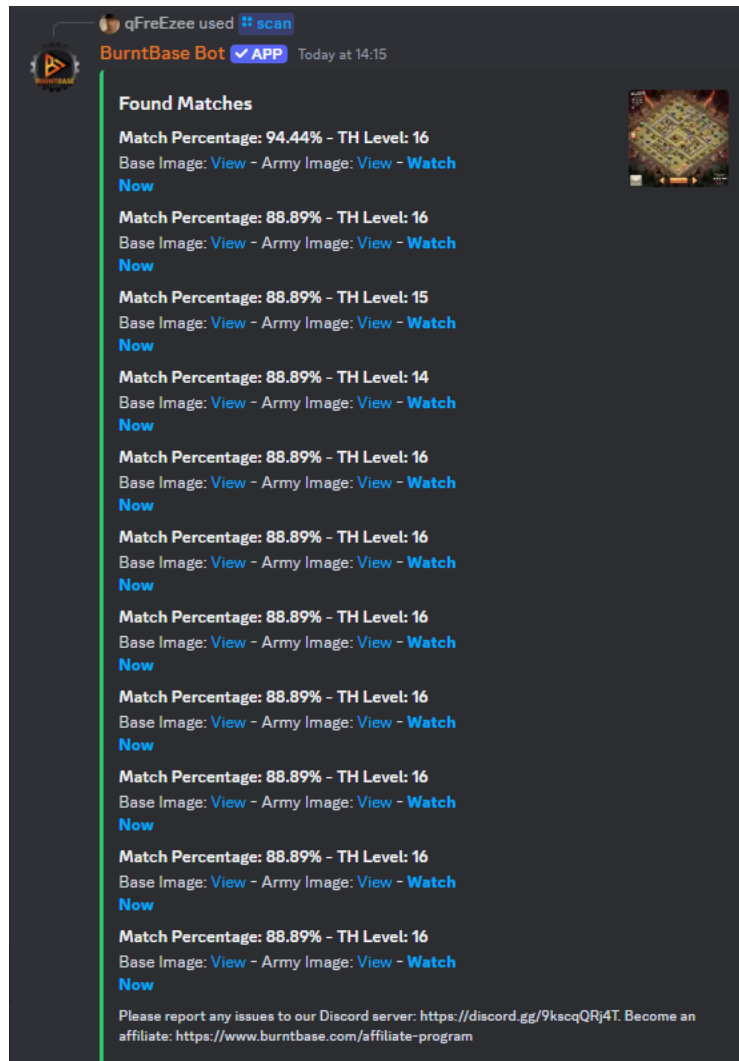 qFreEzee used scan
BurntBase Bot ✓ APP Today at 14:15
BURNTBASE
Found Matches
Match Percentage: 94.44% - TH Level: 16
Base Image: View - Army Image: View - Watch
Now
Match Percentage: 88.89% - TH Level: 16
Base Image: View - Army Image: View - Watch
Now
Match Percentage: 88.89% - TH Level: 15
Base Image: View - Army Image: View - Watch
Now
Match Percentage: 88.89% - TH Level: 14
Base Image: View - Army Image: View - Watch
Now
Match Percentage: 88.89% - TH Level: 16
Base Image: View - Army Image: View - Watch
Now
Match Percentage: 88.89% - TH Level: 16
Base Image: View - Army Image: View - Watch
Now
Match Percentage: 88.89% - TH Level: 16
Base Image: View - Army Image: View - Watch
Now
Match Percentage: 88.89% - TH Level: 16
Base Image: View - Army Image: View - Watch
Now
Match Percentage: 88.89% - TH Level: 16
Base Image: View - Army Image: View - Watch
Now
Match Percentage: 88.89% - TH Level: 16
Base Image: View - Army Image: View - Watch
Now
Match Percentage: 88.89% - TH Level: 16
Base Image: View - Army Image: View - Watch
Now
Please report any issues to our Discord server: https://discord.gg/9kscqQRj4T. Become an
affiliate: https://www.burntbase.com/affiliate-program